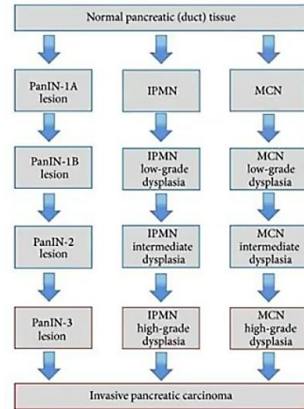 Normal pancreatic (duct) tissue
PanIN-1A
lesion
IPMN
MCN
PanIN-1B
lesion
IPMN
low-grade
dysplasia
MCN
low-grade
dysplasia
PanIN-2
lesion
IPMN
intermediate
dysplasia
MCN
intermediate
dysplasia
PanIN-3
lesion
IPMN
high-grade
dysplasia
MCN
high-grade
dysplasia
Invasive pancreatic carcinoma